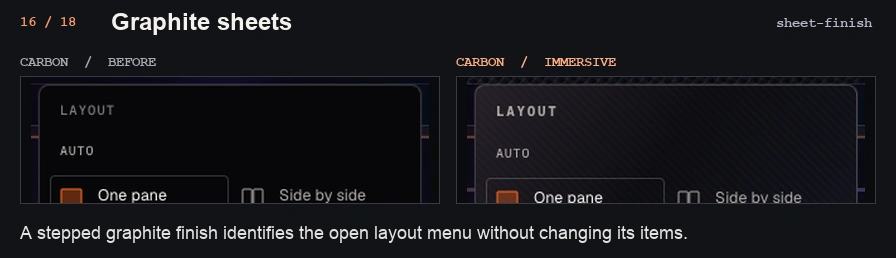 16 / 18 Graphite sheets sheet-finish
CARBON / BEFORE
LAYOUT
AUTO
One pane Side by side
CARBON / IMMERSIVE
LAYOUT
AUTO
One pane Side by side
A stepped graphite finish identifies the open layout menu without changing its items.